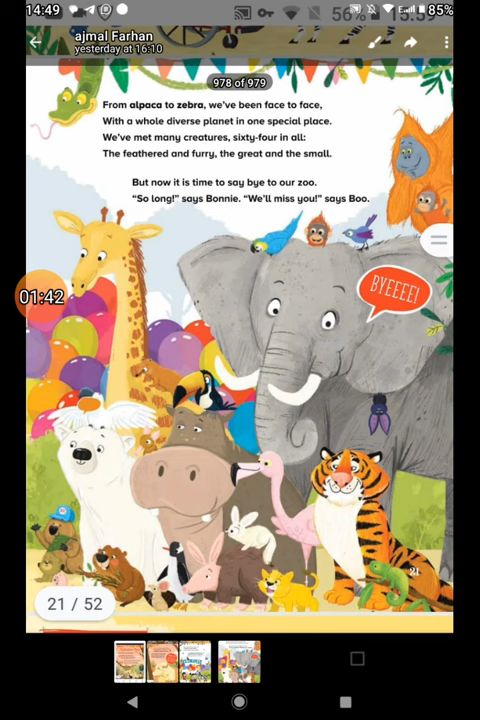 14:49
56%
15:59
85%
ajmal Farhan
yesterday at 16:10
978 of 979
From alpaca to zebra, we've been face to face,
With a whole diverse planet in one special place.
We've met many creatures, sixty-four in all:
The feathered and furry, the great and the small.
But now it is time to say bye to our zoo.
“So long!” says Bonnie. “We'll miss you!” says Boo.
BYEEEE!
01:42
21
21 / 52